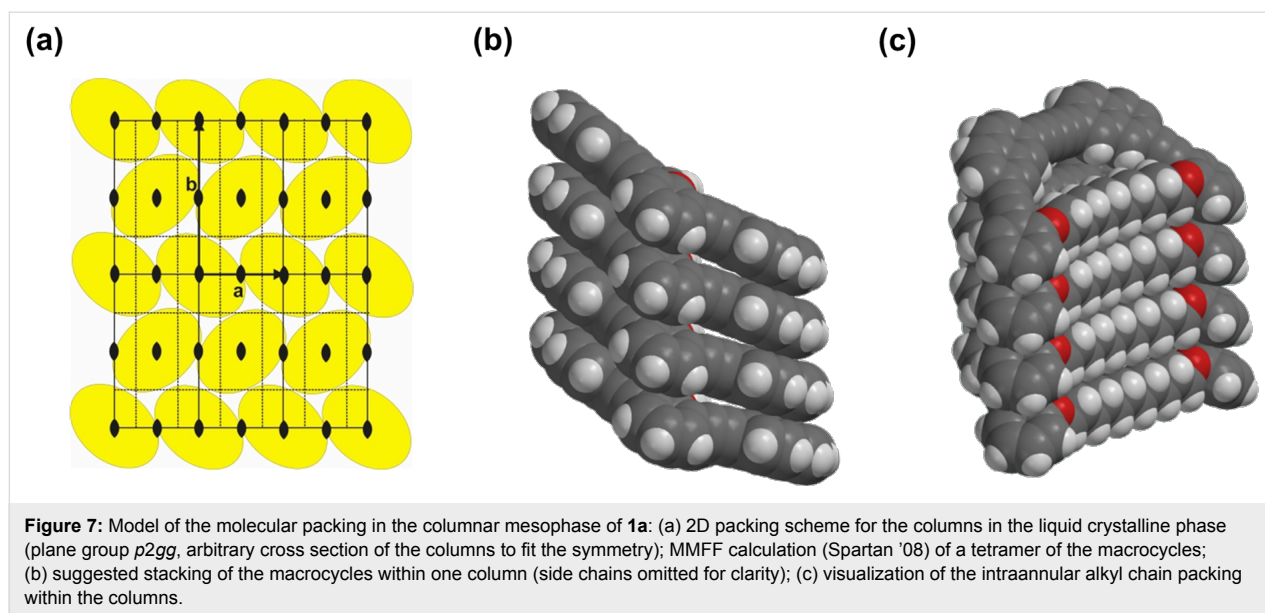 (a)
(b)
(c)
b
a
Figure 7: Model of the molecular packing in the columnar mesophase of 1a: (a) 2D packing scheme for the columns in the liquid crystalline phase
(plane group p2gg, arbitrary cross section of the columns to fit the symmetry); MMFF calculation (Spartan ’08) of a tetramer of the macrocycles;
(b) suggested stacking of the macrocycles within one column (side chains omitted for clarity); (c) visualization of the intraannular alkyl chain packing
within the columns.